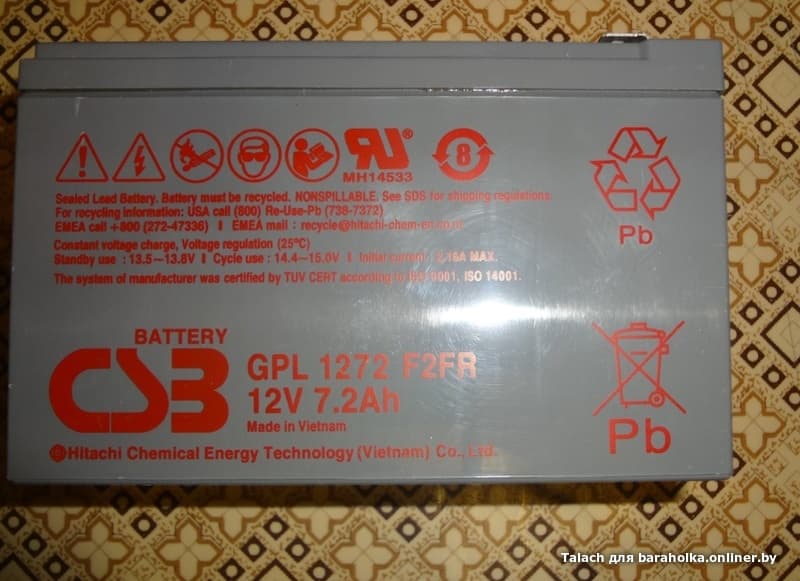 RU®
MH14533
8
Sealed Lead Battery. Battery must be recycled. NONSPILLABLE. See SDS for shipping regulations.
For recycling information: USA call (800) Re-Use-Pb (738-7372)
EMEA call +800 (272-47336) | EMEA mail : recycle@hitachi-chem-en.co.uk
Constant voltage charge, Voltage regulation (25°C)
Standby use : 13.5~13.8V | Cycle use : 14.4~15.0V | Initial current : 2.16A MAX.
The system of manufacturer was certified by TUV CERT according to ISO 9001, ISO 14001.
Pb
BATTERY
CSB
GPL 1272 F2FR
12V 7.2Ah
Made in Vietnam
Hitachi Chemical Energy Technology (Vietnam) Co., Ltd.
Pb
Talach для baraholka.onliner.by